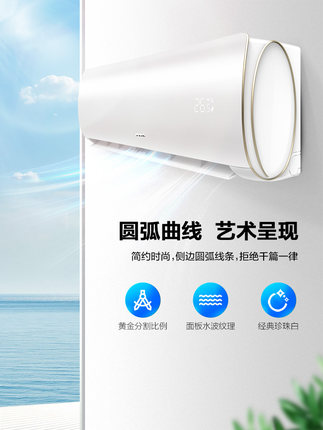 圆弧曲线 艺术呈现
简约时尚,侧边圆弧线条,拒绝千篇一律
黄金分割比例
面板水波纹理
经典珍珠白